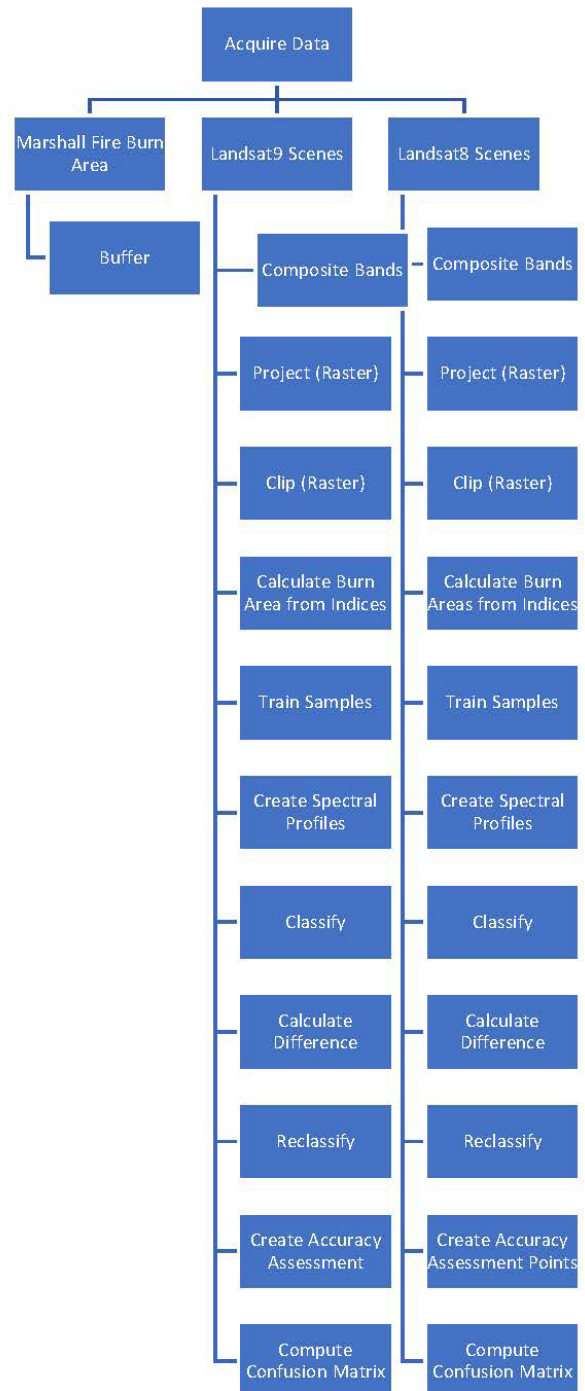 Acquire Data
Marshall Fire Burn
Area
Buffer
Landsat9 Scenes
Composite Bands
Project (Raster)
Clip (Raster)
Calculate Burn
Area from Indices
Train Samples
Create Spectral
Profiles
Classify
Calculate
Difference
Reclassify
Create Accuracy
Assessment
Compute
Confusion Matrix
Landsat8 Scenes
Composite Bands
Project (Raster)
Clip (Raster)
Calculate Burn
Areas from Indices
Train Samples
Create Spectral
Profiles
Classify
Calculate
Difference
Reclassify
Create Accuracy
Assessment Points
Compute
Confusion Matrix